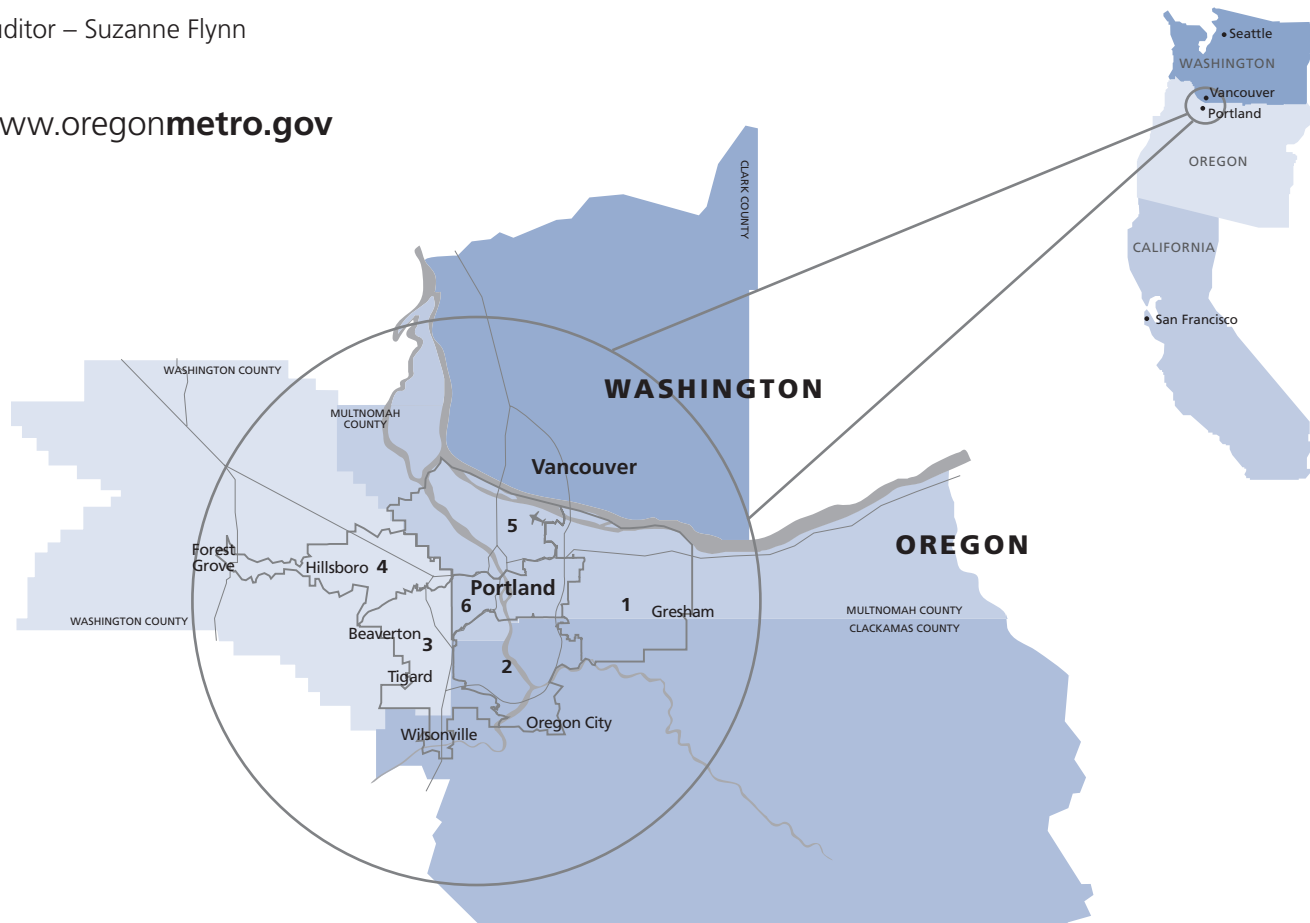 uditor – Suzanne Flynn
ww.oregonmetro.gov
Seattle
WASHINGTON
Vancouver
Portland
OREGON
CALIFORNIA
San Francisco
CLARK COUNTY
WASHINGTON COUNTY
MULTNOMAH
COUNTY
WASHINGTON
Vancouver
5
OREGON
Forest
Grove
Hillsboro 4
Portland
6
1
Gresham
MULTNOMAH COUNTY
CLACKAMAS COUNTY
WASHINGTON COUNTY
Beaverton
3
2
Tigard
Oregon City
Wilsonville